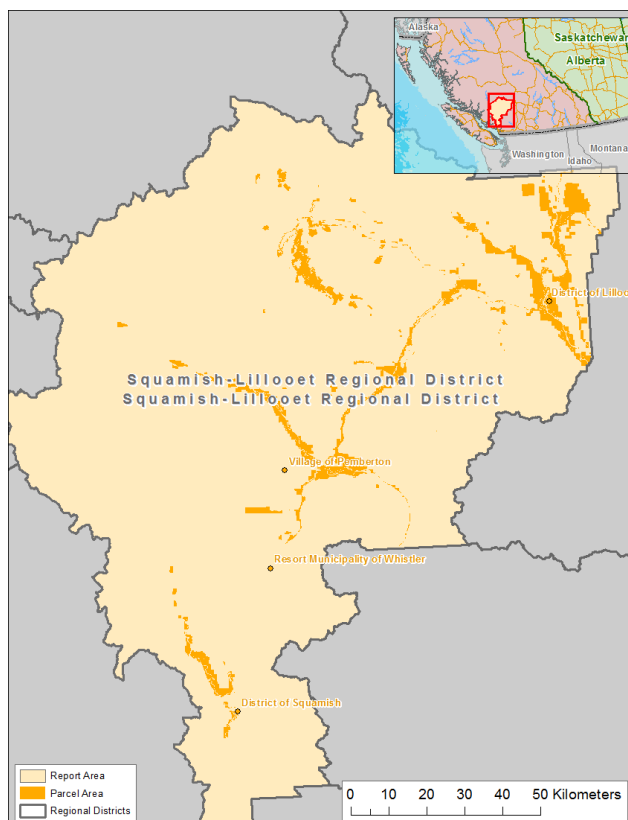 Alaska
Saskatchewan
Alberta
Washington
Idaho
Montana
District of Lilloo
Squamish-Lillooet Regional District
Squamish-Lillooet Regional District
Village of Pemberton
Resort Municipality of Whistler
District of Squamish
Report Area
Parcel Area
Regional Districts
0 10 20 30 40 50 Kilometers